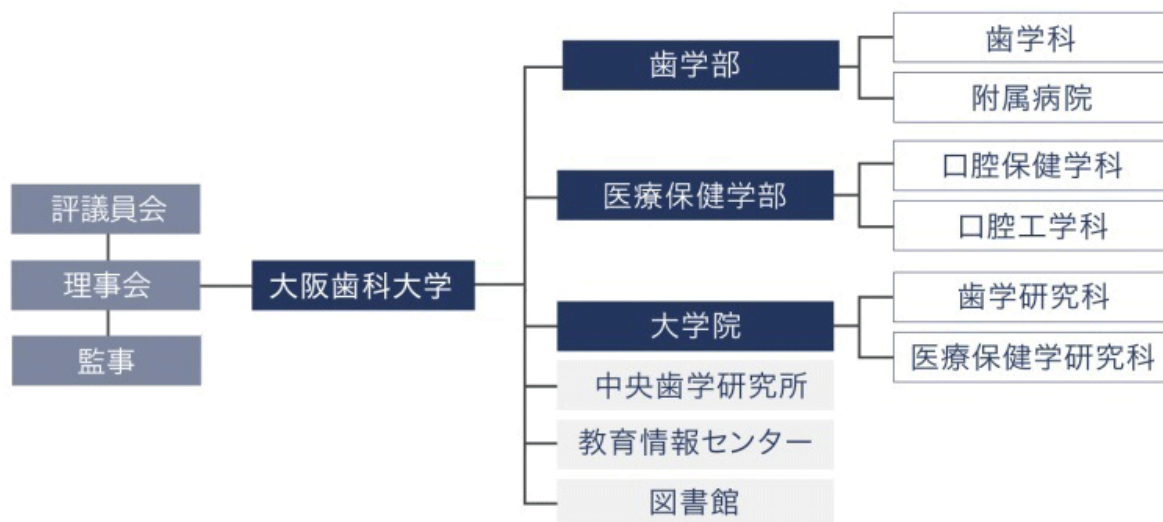 評議員会
理事会
監事
大阪歯科大学
歯学部
歯学科
附属病院
医療保健学部
口腔保健学科
口腔工学科
大学院
歯学研究科
医療保健学研究科
中央歯学研究所
教育情報センター
図書館